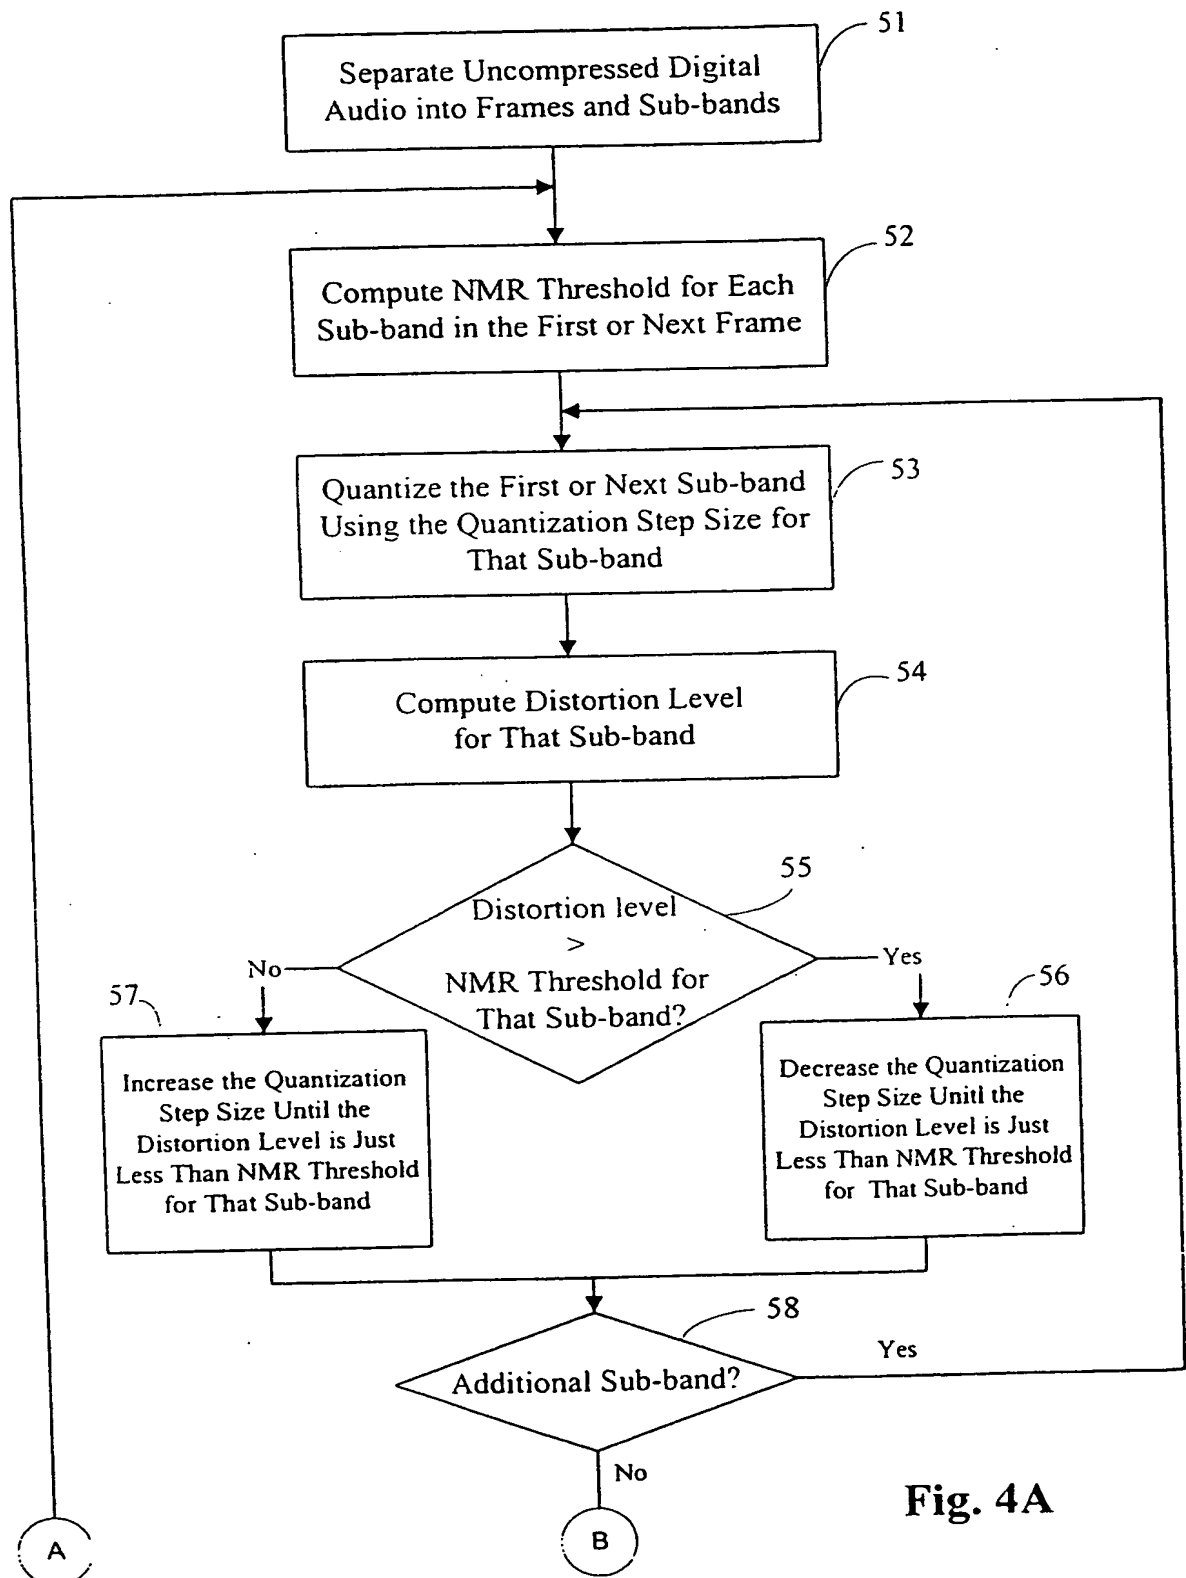 51
Separate Uncompressed Digital
Audio into Frames and Sub-bands
52
Compute NMR Threshold for Each
Sub-band in the First or Next Frame
53
Quantize the First or Next Sub-band
Using the Quantization Step Size for
That Sub-band
54
Compute Distortion Level
for That Sub-band
55
Distortion level
>
NMR Threshold for
That Sub-band?
No
Yes
57
56
Increase the Quantization
Step Size Until the
Distortion Level is Just
Less Than NMR Threshold
for That Sub-band
Decrease the Quantization
Step Size Unitl the
Distortion Level is Just
Less Than NMR Threshold
for That Sub-band
58
Additional Sub-band?
Yes
No
Fig. 4A
A
B